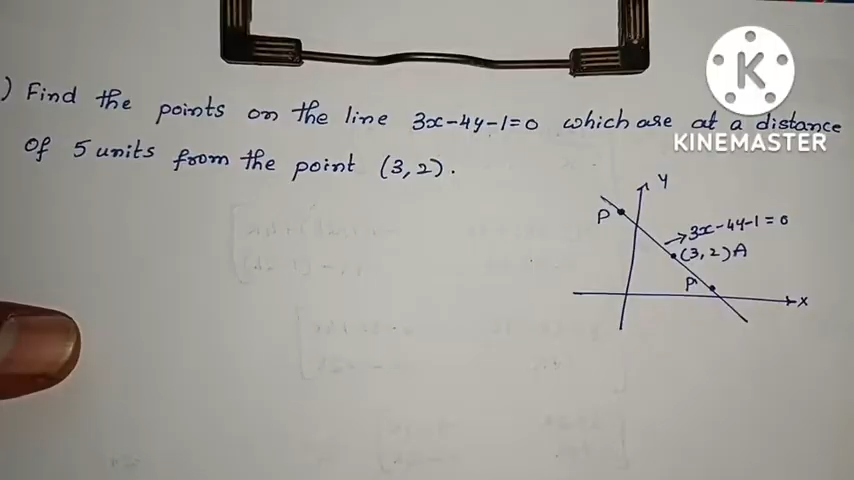 ) Find the points on the line 3x-4y-1=0 which are at a distance
of 5 units from the point (3, 2).
K
KINEMASTER
y
P
3x-4y-1=0
(3, 2) A
P'
x